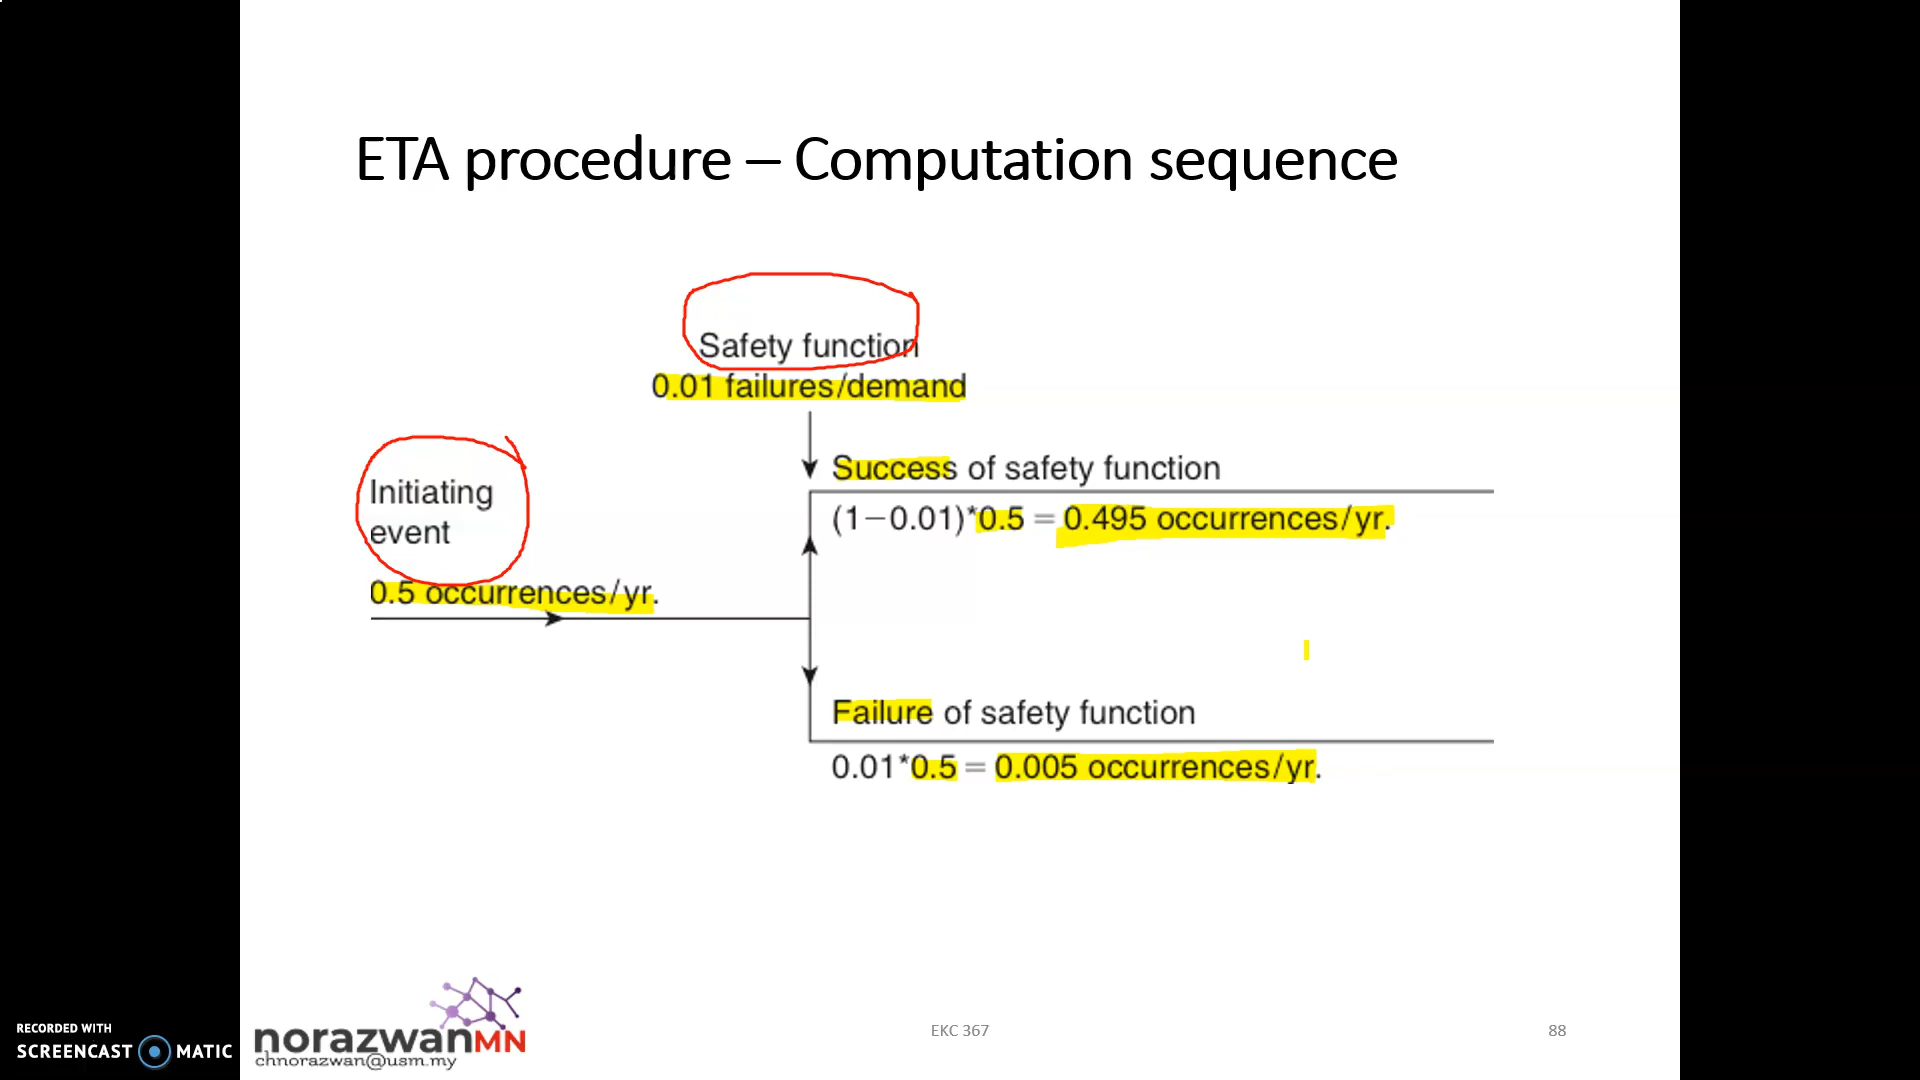 ETA procedure – Computation sequence
Safety function
0.01 failures/demand
Initiating
event
0.5 occurrences/yr.
Success of safety function
(1−0.01)*0.5 = 0.495 occurrences/yr.
Failure of safety function
0.01*0.5 = 0.005 occurrences/yr.
RECORDED WITH
SCREENCAST MATIC
norazwanMN
chnorazwan@usm.my
EKC 367
88